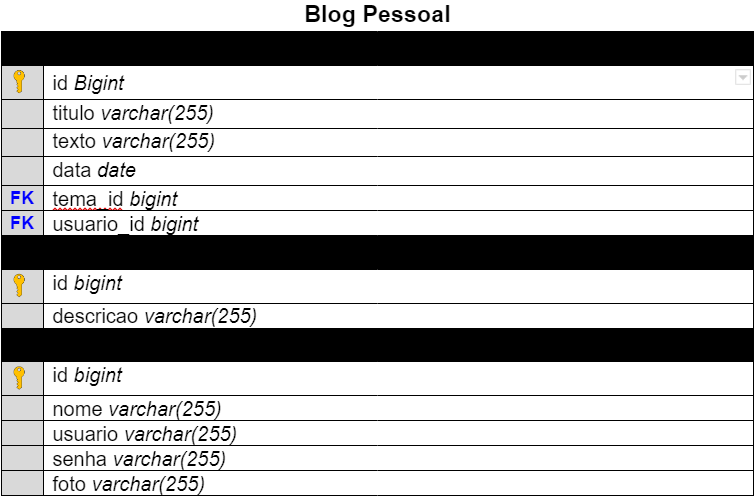 Blog Pessoal
id Bigint
titulo varchar(255)
texto varchar(255)
data date
FK tema_id bigint
FK usuario_id bigint
id bigint
descricao varchar(255)
id bigint
nome varchar(255)
usuario varchar(255)
senha varchar(255)
foto varchar(255)